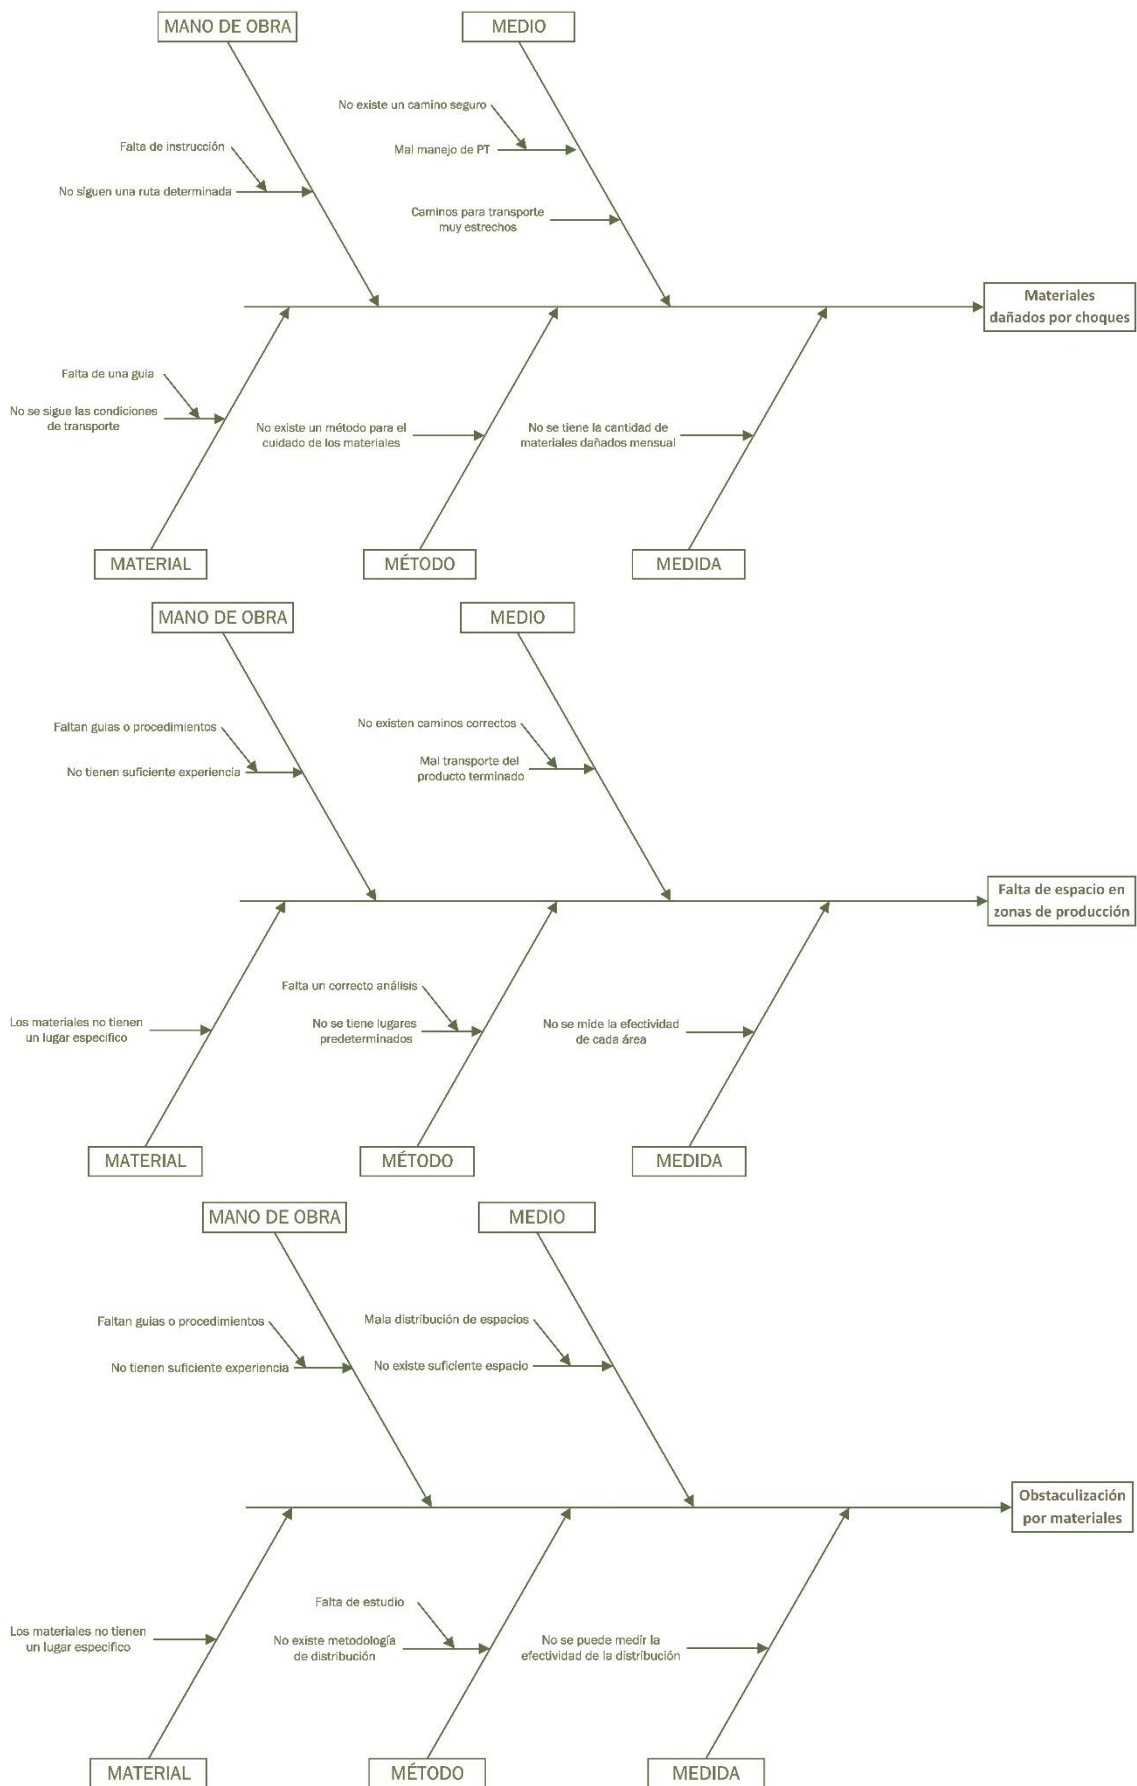 MANO DE OBRA
MEDIO
No existe un camino seguro
Falta de instrucción
Mal manejo de PT
No siguen una ruta determinada
Caminos para transporte
muy estrechos
Materiales
dañados por choques
Falta de una guía
No se sigue las condiciones
de transporte
No existe un método para el
cuidado de los materiales
No se tiene la cantidad de
materiales dañados mensual
MATERIAL
MÉTODO
MEDIDA
MANO DE OBRA
MEDIO
Faltan guias o procedimientos
No existen caminos correctos
No tienen suficiente experiencia
Mal transporte del
producto terminado
Falta de espacio en
zonas de producción
Falta un correcto análisis
Los materiales no tienen
un lugar especifico
No se tiene lugares
predeterminados
No se mide la efectividad
de cada área
MATERIAL
MÉTODO
MEDIDA
MANO DE OBRA
MEDIO
Faltan guias o procedimientos
Mala distribución de espacios
No tienen suficiente experiencia
No existe suficiente espacio
Obstaculización
por materiales
Falta de estudio
Los materiales no tienen
un lugar especifico
No existe metodología
de distribución
No se puede medír la
efectividad de la distribución
MATERIAL
MÉTODO
MEDIDA